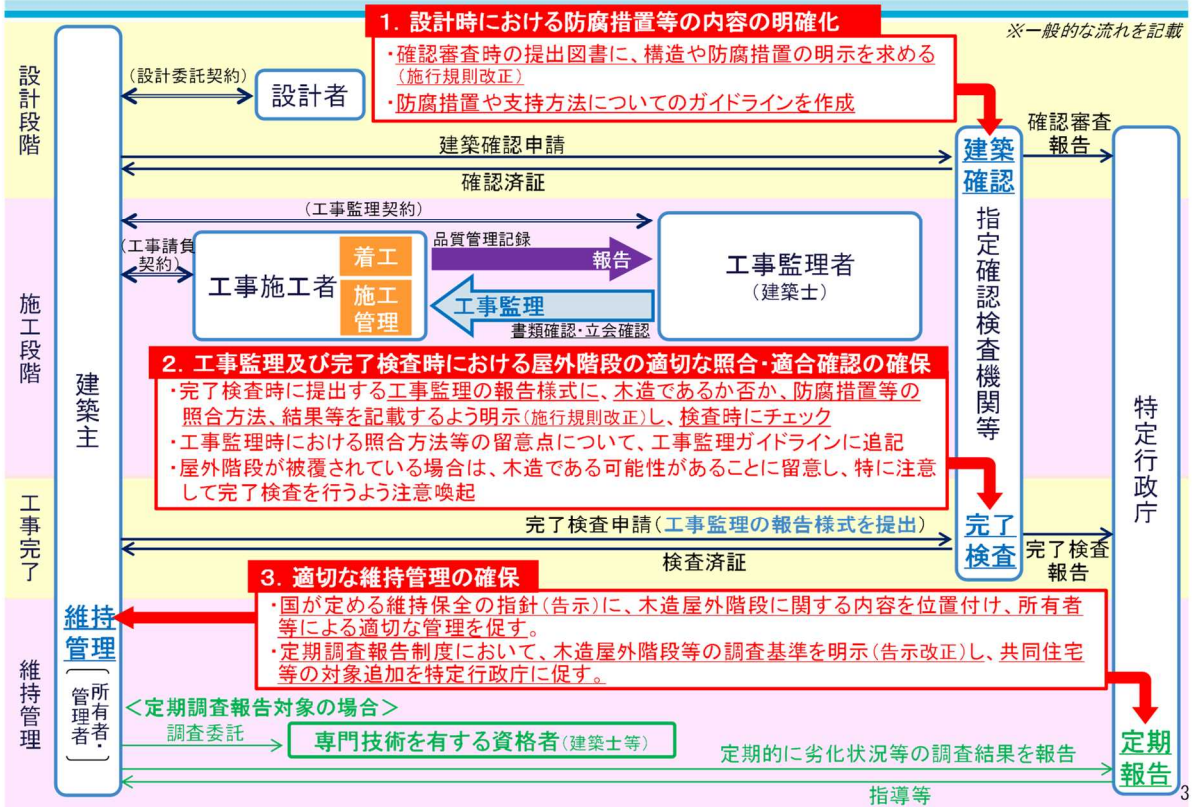 1．設計時における防腐措置等の内容の明確化
※一般的な流れを記載
・確認審査時の提出図書に、構造や防腐措置の明示を求める
（施行規則改正）
・防腐措置や支持方法についてのガイドラインを作成
設計段階
（設計委託契約）
設計者
建築確認申請
確認済証
建築
確認
確認審査
報告
指定確認検査機関等
施工段階
（工事監理契約）
（工事請負
契約）
工事施工者
着工
施工
管理
品質管理記録
報告
工事監理
書類確認・立会確認
工事監理者
（建築士）
建築主
特定行政庁
2．工事監理及び完了検査時における屋外階段の適切な照合・適合確認の確保
・完了検査時に提出する工事監理の報告様式に、木造であるか否か、防腐措置等の
照合方法、結果等を記載するよう明示（施行規則改正）し、検査時にチェック
・工事監理時における照合方法等の留意点について、工事監理ガイドラインに追記
・屋外階段が被覆されている場合は、木造である可能性があることに留意し、特に注意
して完了検査を行うよう注意喚起
工事完了
完了検査申請（工事監理の報告様式を提出）
検査済証
完了
検査
完了検査
報告
3．適切な維持管理の確保
・国が定める維持保全の指針（告示）に、木造屋外階段に関する内容を位置付け、所有者
等による適切な管理を促す。
・定期調査報告制度において、木造屋外階段等の調査基準を明示（告示改正）し、共同住宅
等の対象追加を特定行政庁に促す。
維持管理
維持
管理
（所有者・
管理者）
＜定期調査報告対象の場合＞
調査委託
専門技術を有する資格者（建築士等）
定期的に劣化状況等の調査結果を報告
指導等
定期
報告
3